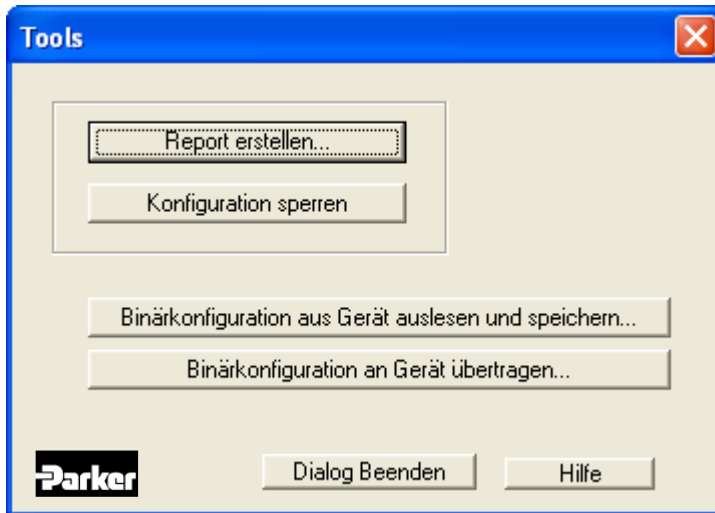 Tools
Report erstellen...
Konfiguration sperren
Binärkonfiguration aus Gerät auslesen und speichern...
Binärkonfiguration an Gerät übertragen...
Parker
Dialog Beenden
Hilfe